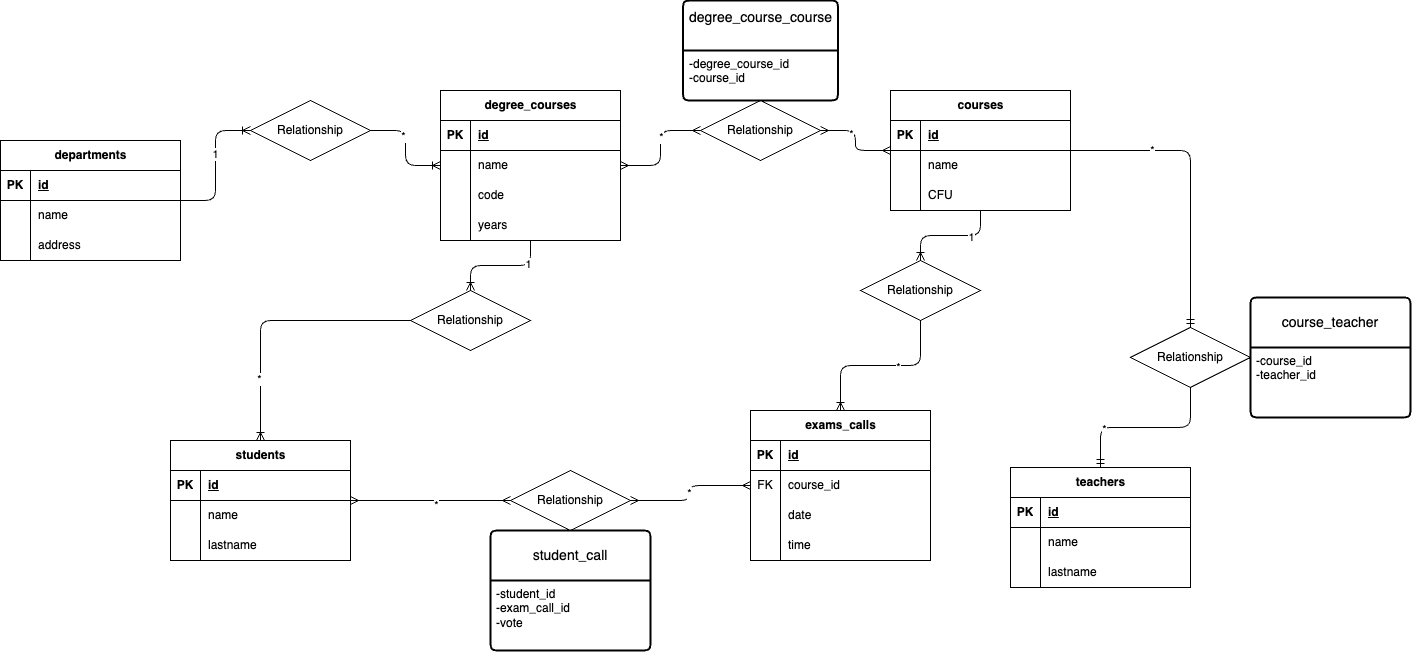 degree_course_course
-degree_course_id
-course_id
Relationship
*
degree_courses
PK id
name
code
years
*
*
Relationship
*
courses
PK id
name
CFU
*
departments
PK id
name
address
1
1
Relationship
*
1
Relationship
*
Relationship
course_teacher
-course_id
-teacher_id
*
students
PK id
name
lastname
*
Relationship
*
student_call
-student_id
-exam_call_id
-vote
exams_calls
PK id
FK course_id
date
time
teachers
PK id
name
lastname